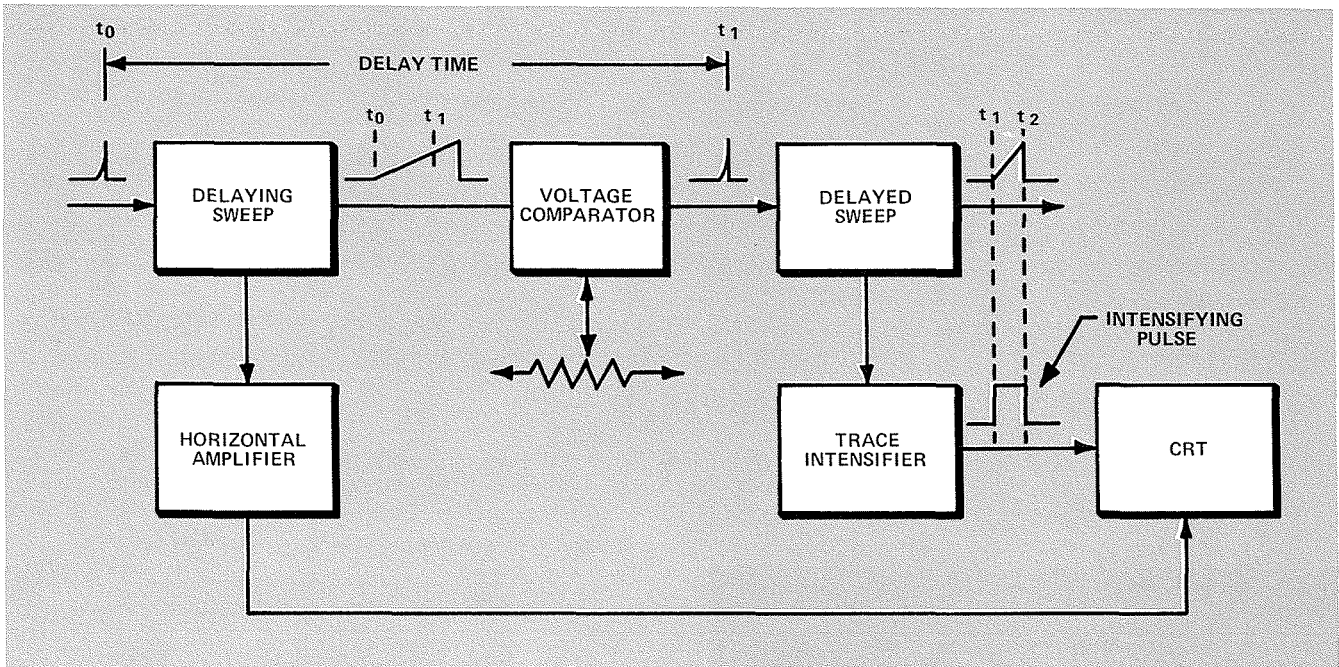 t0
t1
DELAY TIME
t0
t1
t1
t2
DELAYING
SWEEP
VOLTAGE
COMPARATOR
DELAYED
SWEEP
INTENSIFYING
PULSE
HORIZONTAL
AMPLIFIER
TRACE
INTENSIFIER
CRT